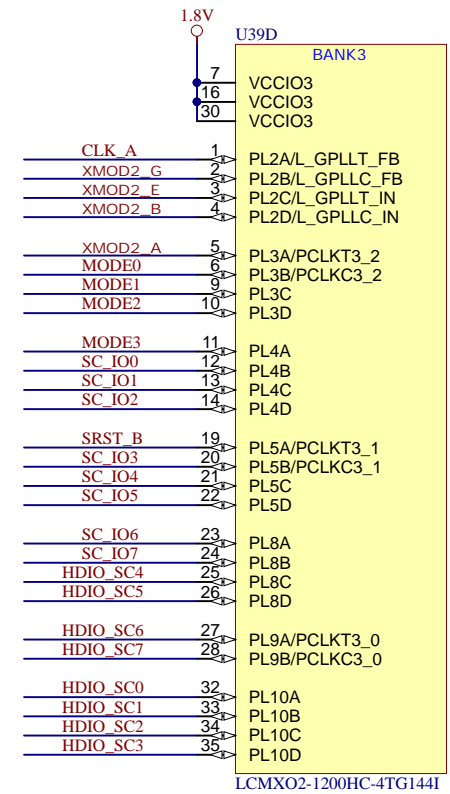 1.8V
U39D
BANK3
7 VCCIO3
16 VCCIO3
30 VCCIO3
CLK_A 1 PL2A/L_GPLLT_FB
XMOD2_G 2 PL2B/L_GPLLC_FB
XMOD2_E 3 PL2C/L_GPLLT_IN
XMOD2_B 4 PL2D/L_GPLLC_IN
XMOD2_A 5 PL3A/PCLKT3_2
MODE0 6 PL3B/PCLKC3_2
MODE1 9 PL3C
MODE2 10 PL3D
MODE3 11 PL4A
SC_IO0 12 PL4B
SC_IO1 13 PL4C
SC_IO2 14 PL4D
SRST_B 19 PL5A/PCLKT3_1
SC_IO3 20 PL5B/PCLKC3_1
SC_IO4 21 PL5C
SC_IO5 22 PL5D
SC_IO6 23 PL8A
SC_IO7 24 PL8B
HDIO_SC4 25 PL8C
HDIO_SC5 26 PL8D
HDIO_SC6 27 PL9A/PCLKT3_0
HDIO_SC7 28 PL9B/PCLKC3_0
HDIO_SC0 32 PL10A
HDIO_SC1 33 PL10B
HDIO_SC2 34 PL10C
HDIO_SC3 35 PL10D
LCMXO2-1200HC-4TG144I